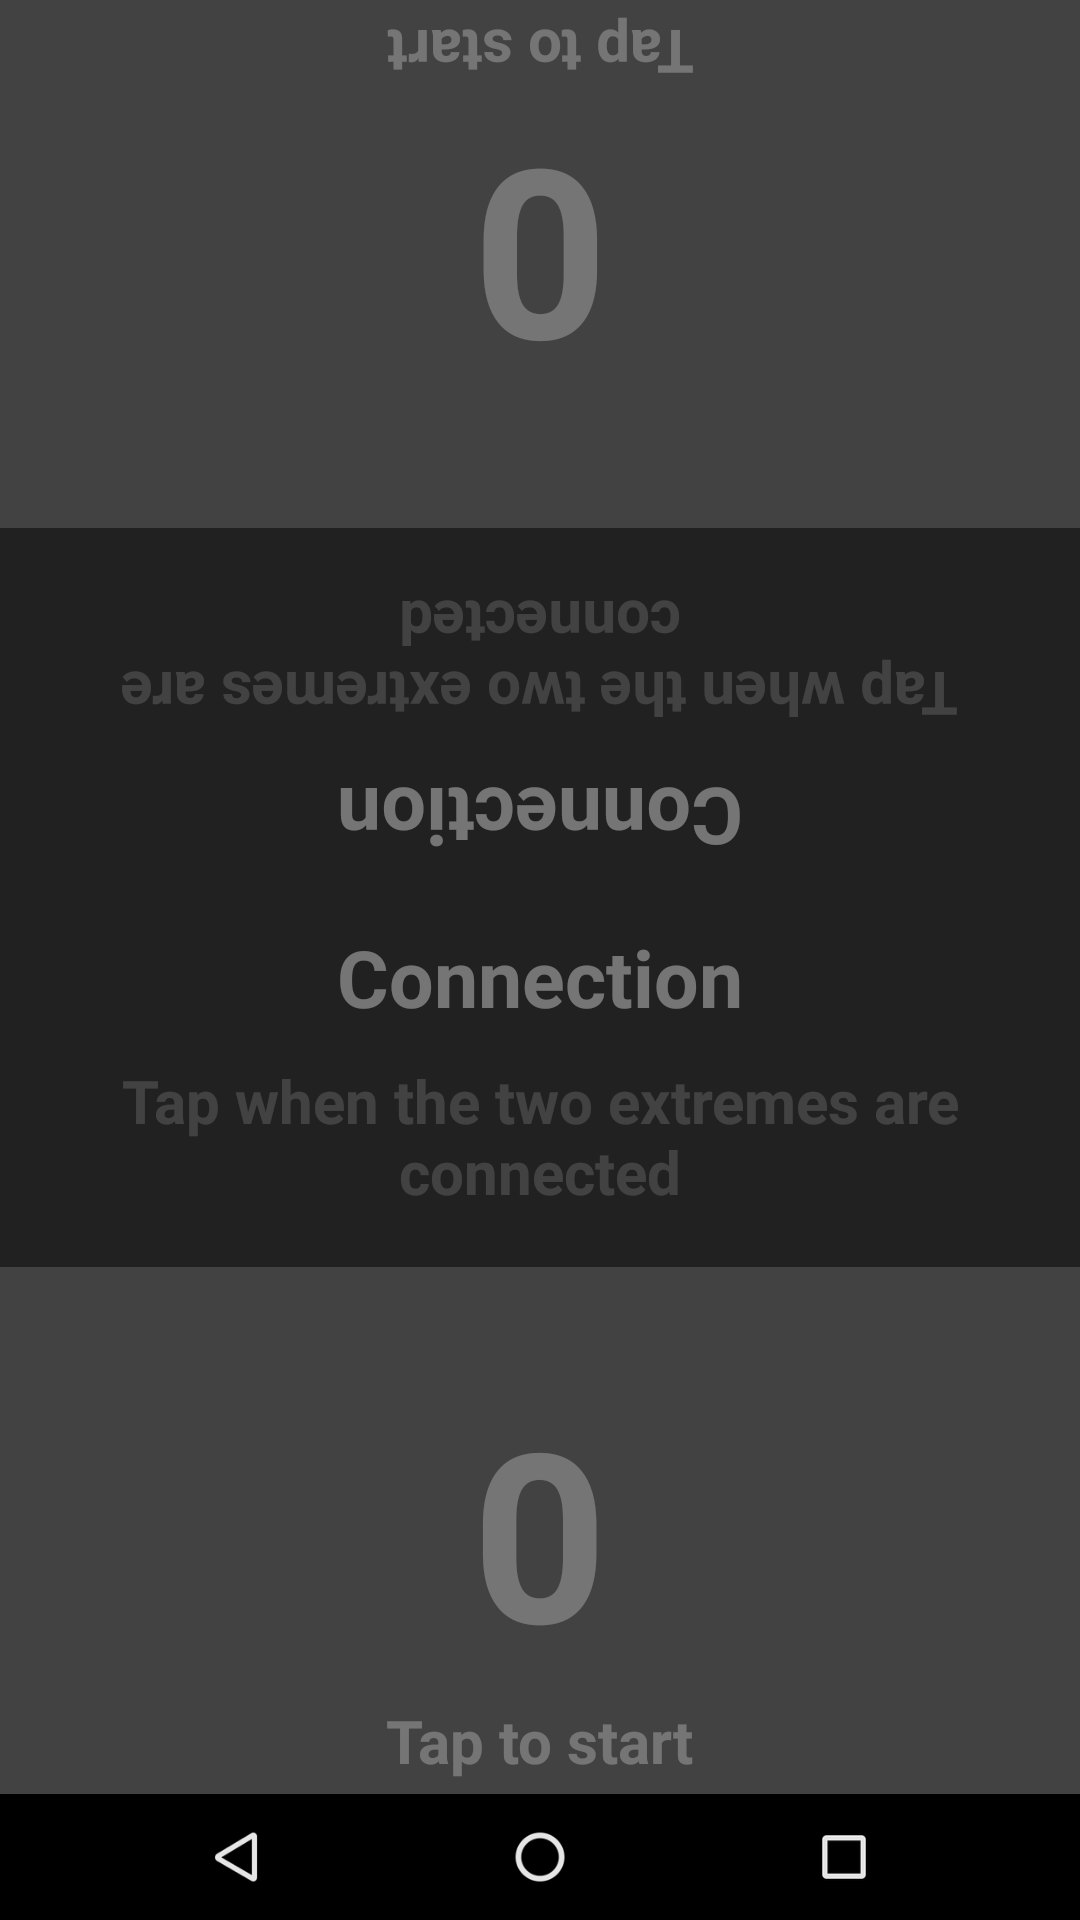 Tap to start
0
Tap when the two extremes are
connected
Connection
Connection
Tap when the two extremes are
connected
0
Tap to start